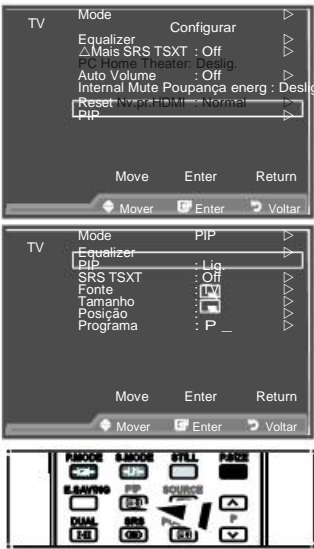 TV
Mode
Configurar
Equalizer
△Mais SRS TSXT : Off
PC Home Theater: Deslig.
Auto Volume : Off
Internal Mute Poupança energ : Deslig
Reset Nv.pr.HDMI : Normal
PIP
Move Enter Return
Mover Enter Voltar
TV
Mode PIP
Equalizer
PIP : Lig.
SRS TSXT : Off
Fonte : TV
Tamanho :
Posição :
Programa : P _
Move Enter Return
Mover Enter Voltar
P.MODE S.MODE STILL P.SIZE
E.SAVING PIP SOURCE
DUAL SRS P
I-II